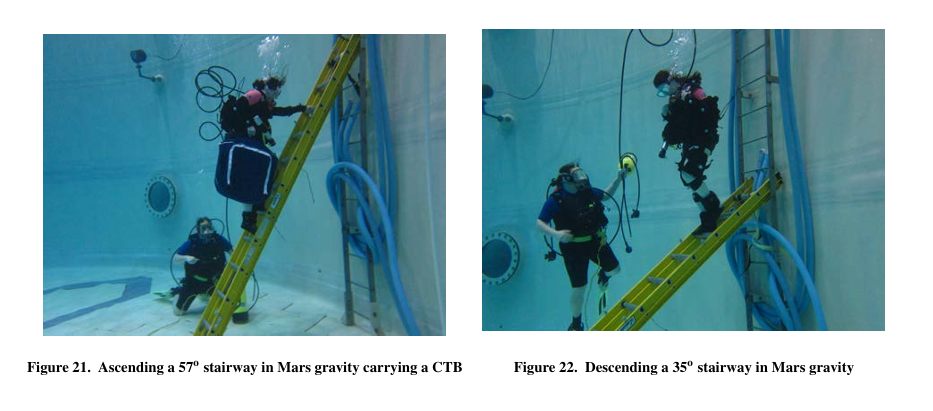 Figure 21. Ascending a 57° stairway in Mars gravity carrying a CTB
Figure 22. Descending a 35° stairway in Mars gravity